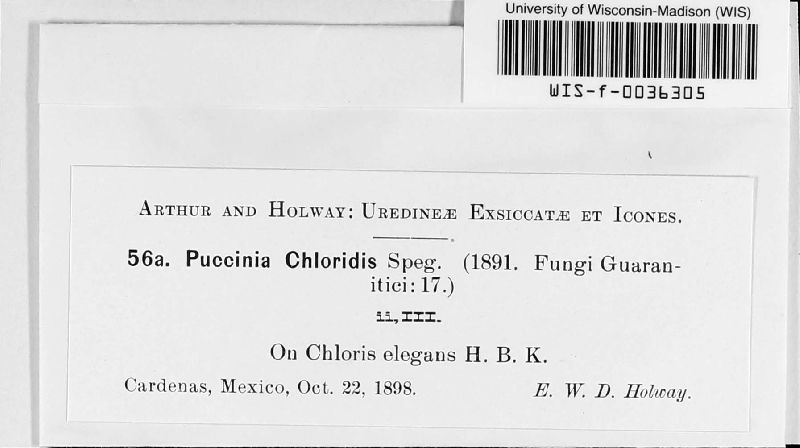 University of Wisconsin-Madison (WIS)
WIS-f-0036305
ARTHUR AND HOLWAY: UREDINEÆ EXSICCATÆ ET ICONES.
56a. Puccinia Chloridis Speg. (1891. Fungi Guaran-
itici: 17.)
ii, III.
On Chloris elegans H. B. K.
Cardenas, Mexico, Oct. 22, 1898. E. W. D. Holway.